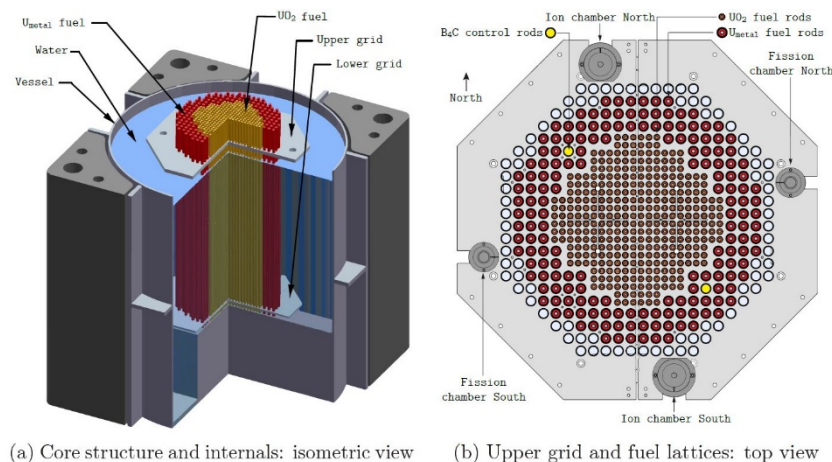 U_metal fuel
Water
Vessel
UO₂ fuel
Upper grid
Lower grid
(a) Core structure and internals: isometric view
Ion chamber North
B₄C control rods
UO₂ fuel rods
U_metal fuel rods
Fission
chamber North
North
Fission
chamber South
Ion chamber South
(b) Upper grid and fuel lattices: top view